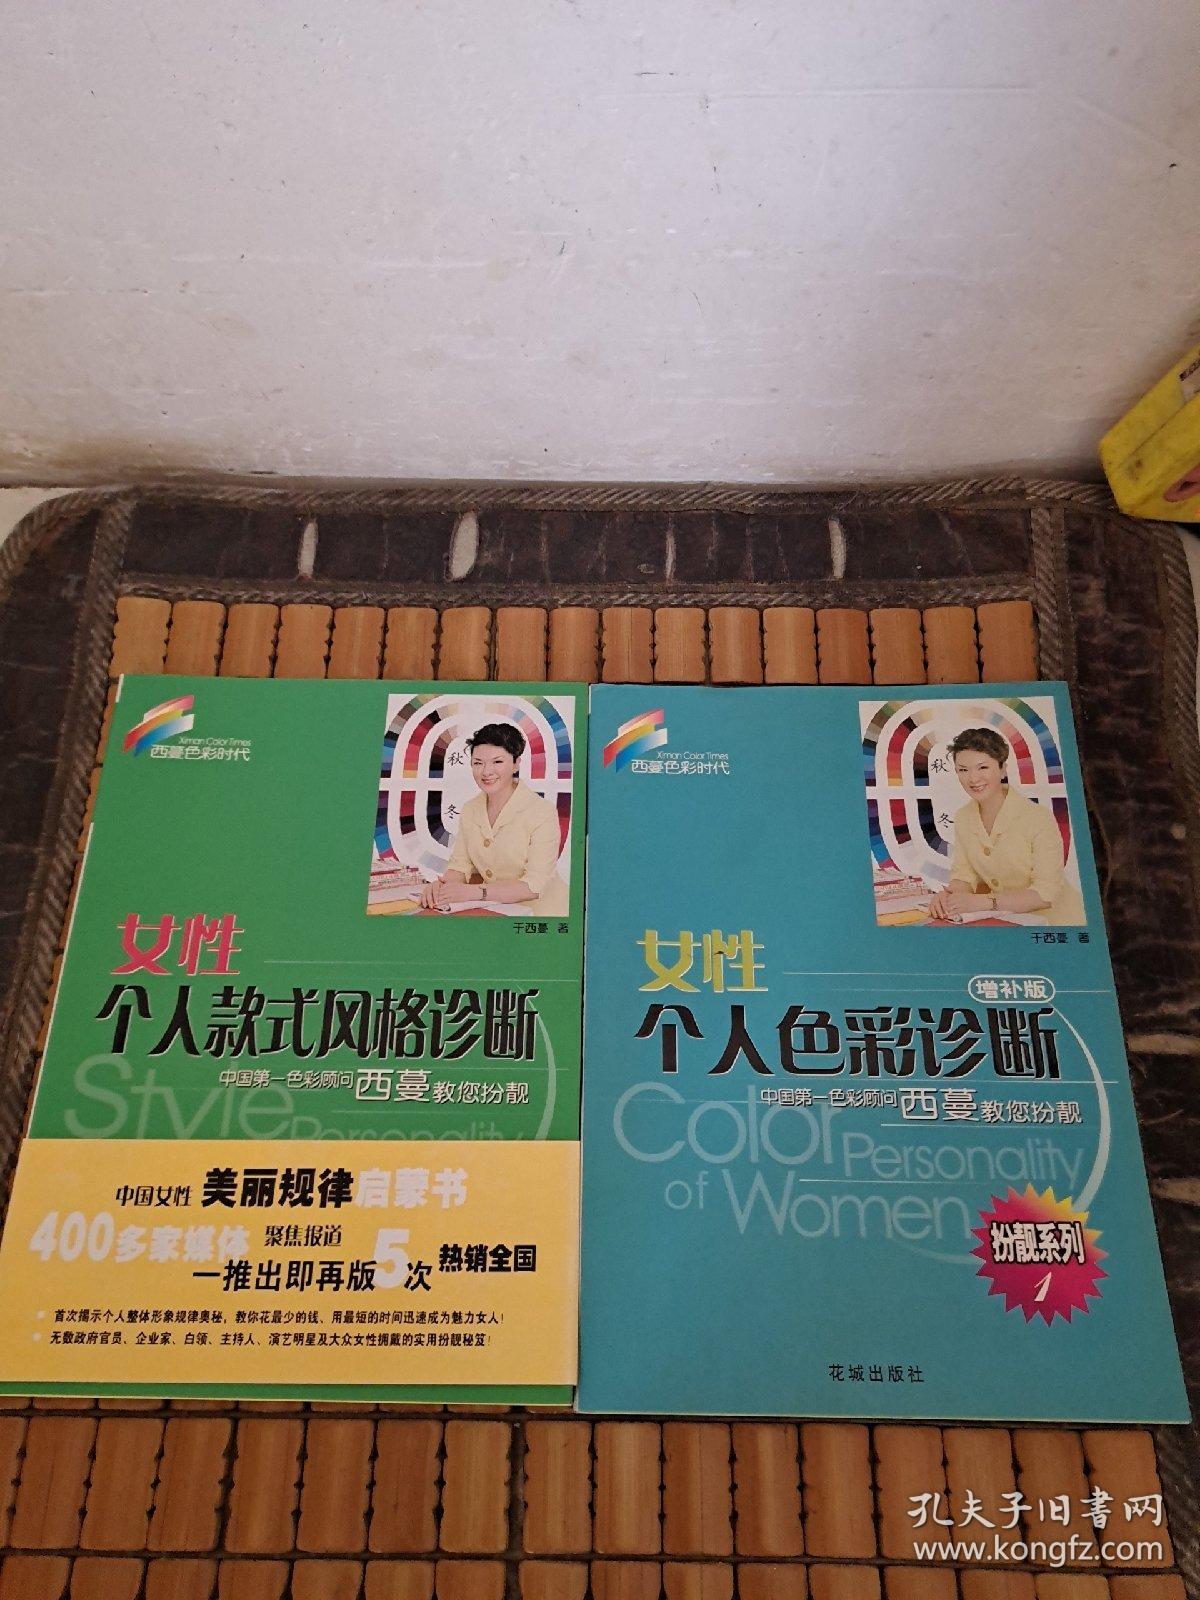 Ximan Color Times
西蔓色彩时代
秋
冬
于西蔓 著
女性
个人款式风格诊断
中国第一色彩顾问 西蔓 教您扮靓
Style Personality
中国女性 美丽规律启蒙书
400多家媒体 聚焦报道
一推出即再版5次 热销全国
首次揭示个人整体形象规律奥秘，教你花最少的钱、用最短的时间迅速成为魅力女人！
无数政府官员、企业家、白领、主持人、演艺明星及大众女性拥戴的实用扮靓秘笈！
Ximan Color Times
西蔓色彩时代
秋
冬
于西蔓 著
女性
增补版
个人色彩诊断
中国第一色彩顾问 西蔓 教您扮靓
Color Personality
of Women
扮靓系列
1
花城出版社
孔夫子旧书网
www.kongfz.com